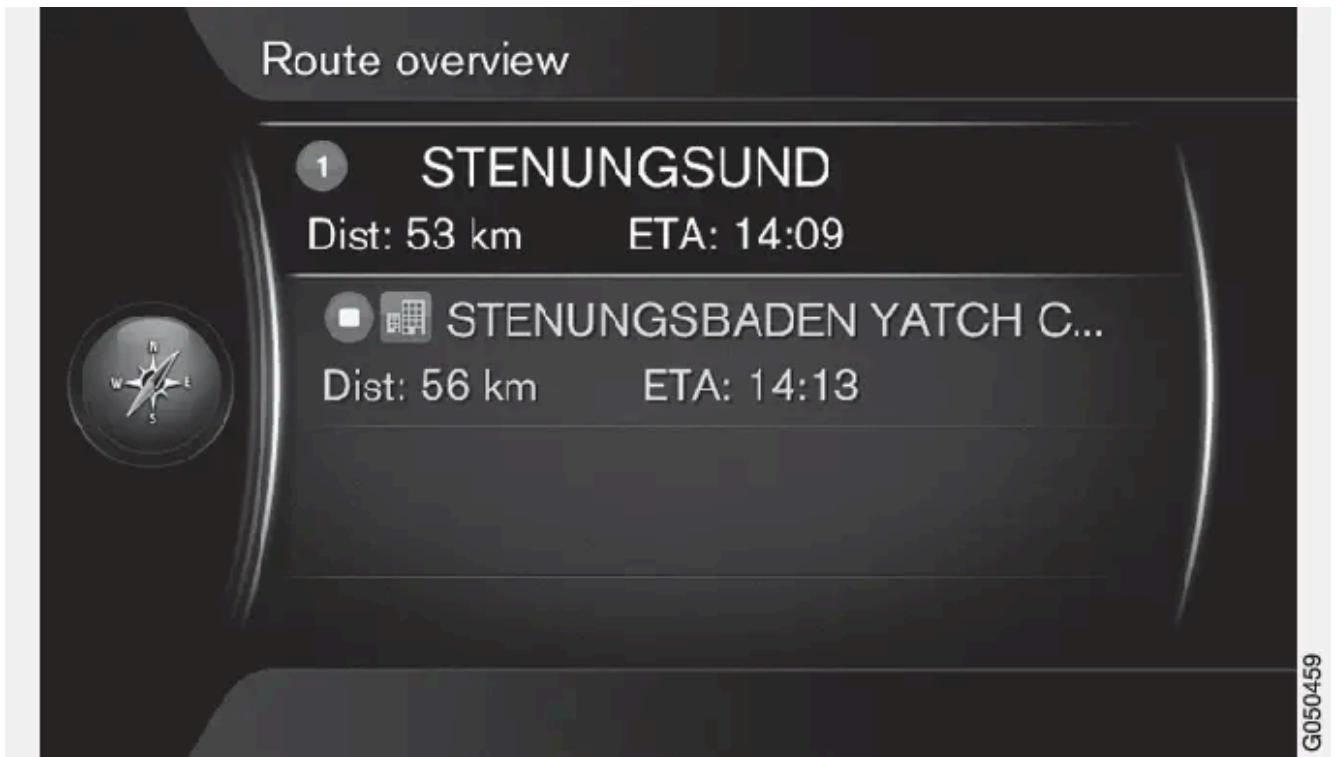 Route overview
1 STENUNGSUND
Dist: 53 km ETA: 14:09
N
W E
S
STENUNGSBADEN YATCH C...
Dist: 56 km ETA: 14:13
G050459